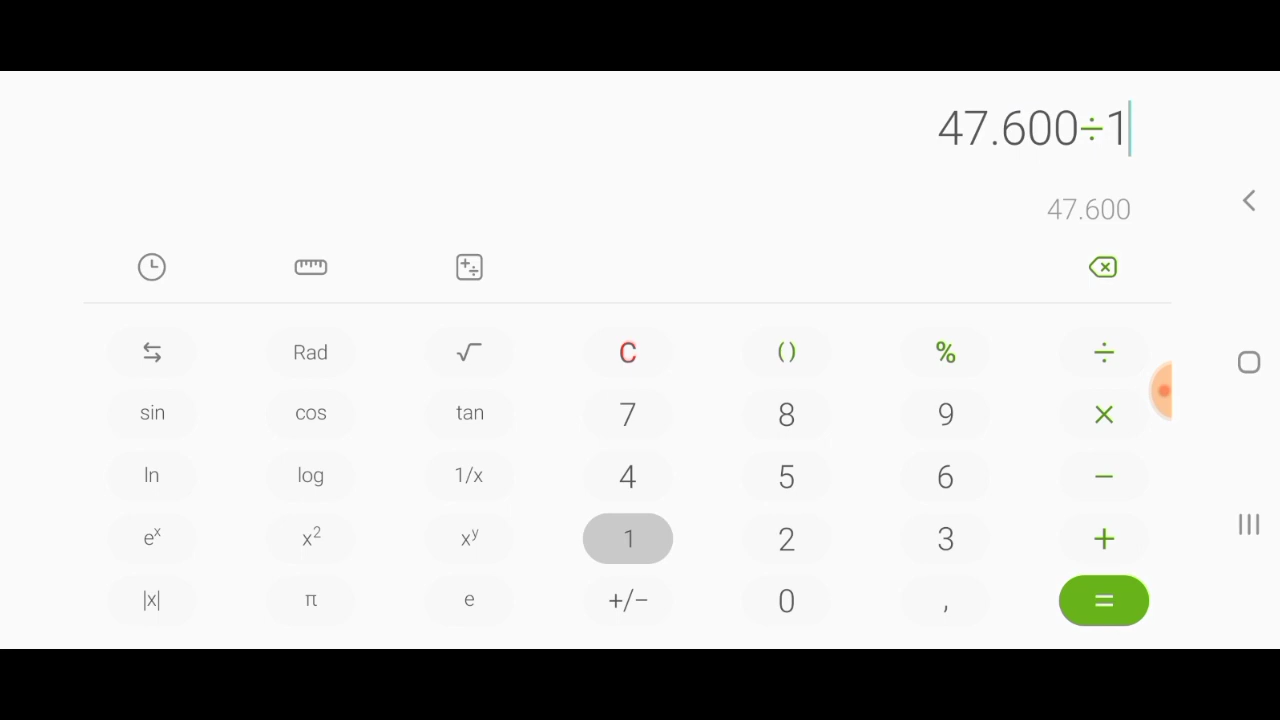 47.600÷1
47.600
Rad √ C () % ÷
sin cos tan 7 8 9 ×
ln log 1/x 4 5 6 −
eˣ x² xʸ 1 2 3 +
|x| π e +/− 0 , =